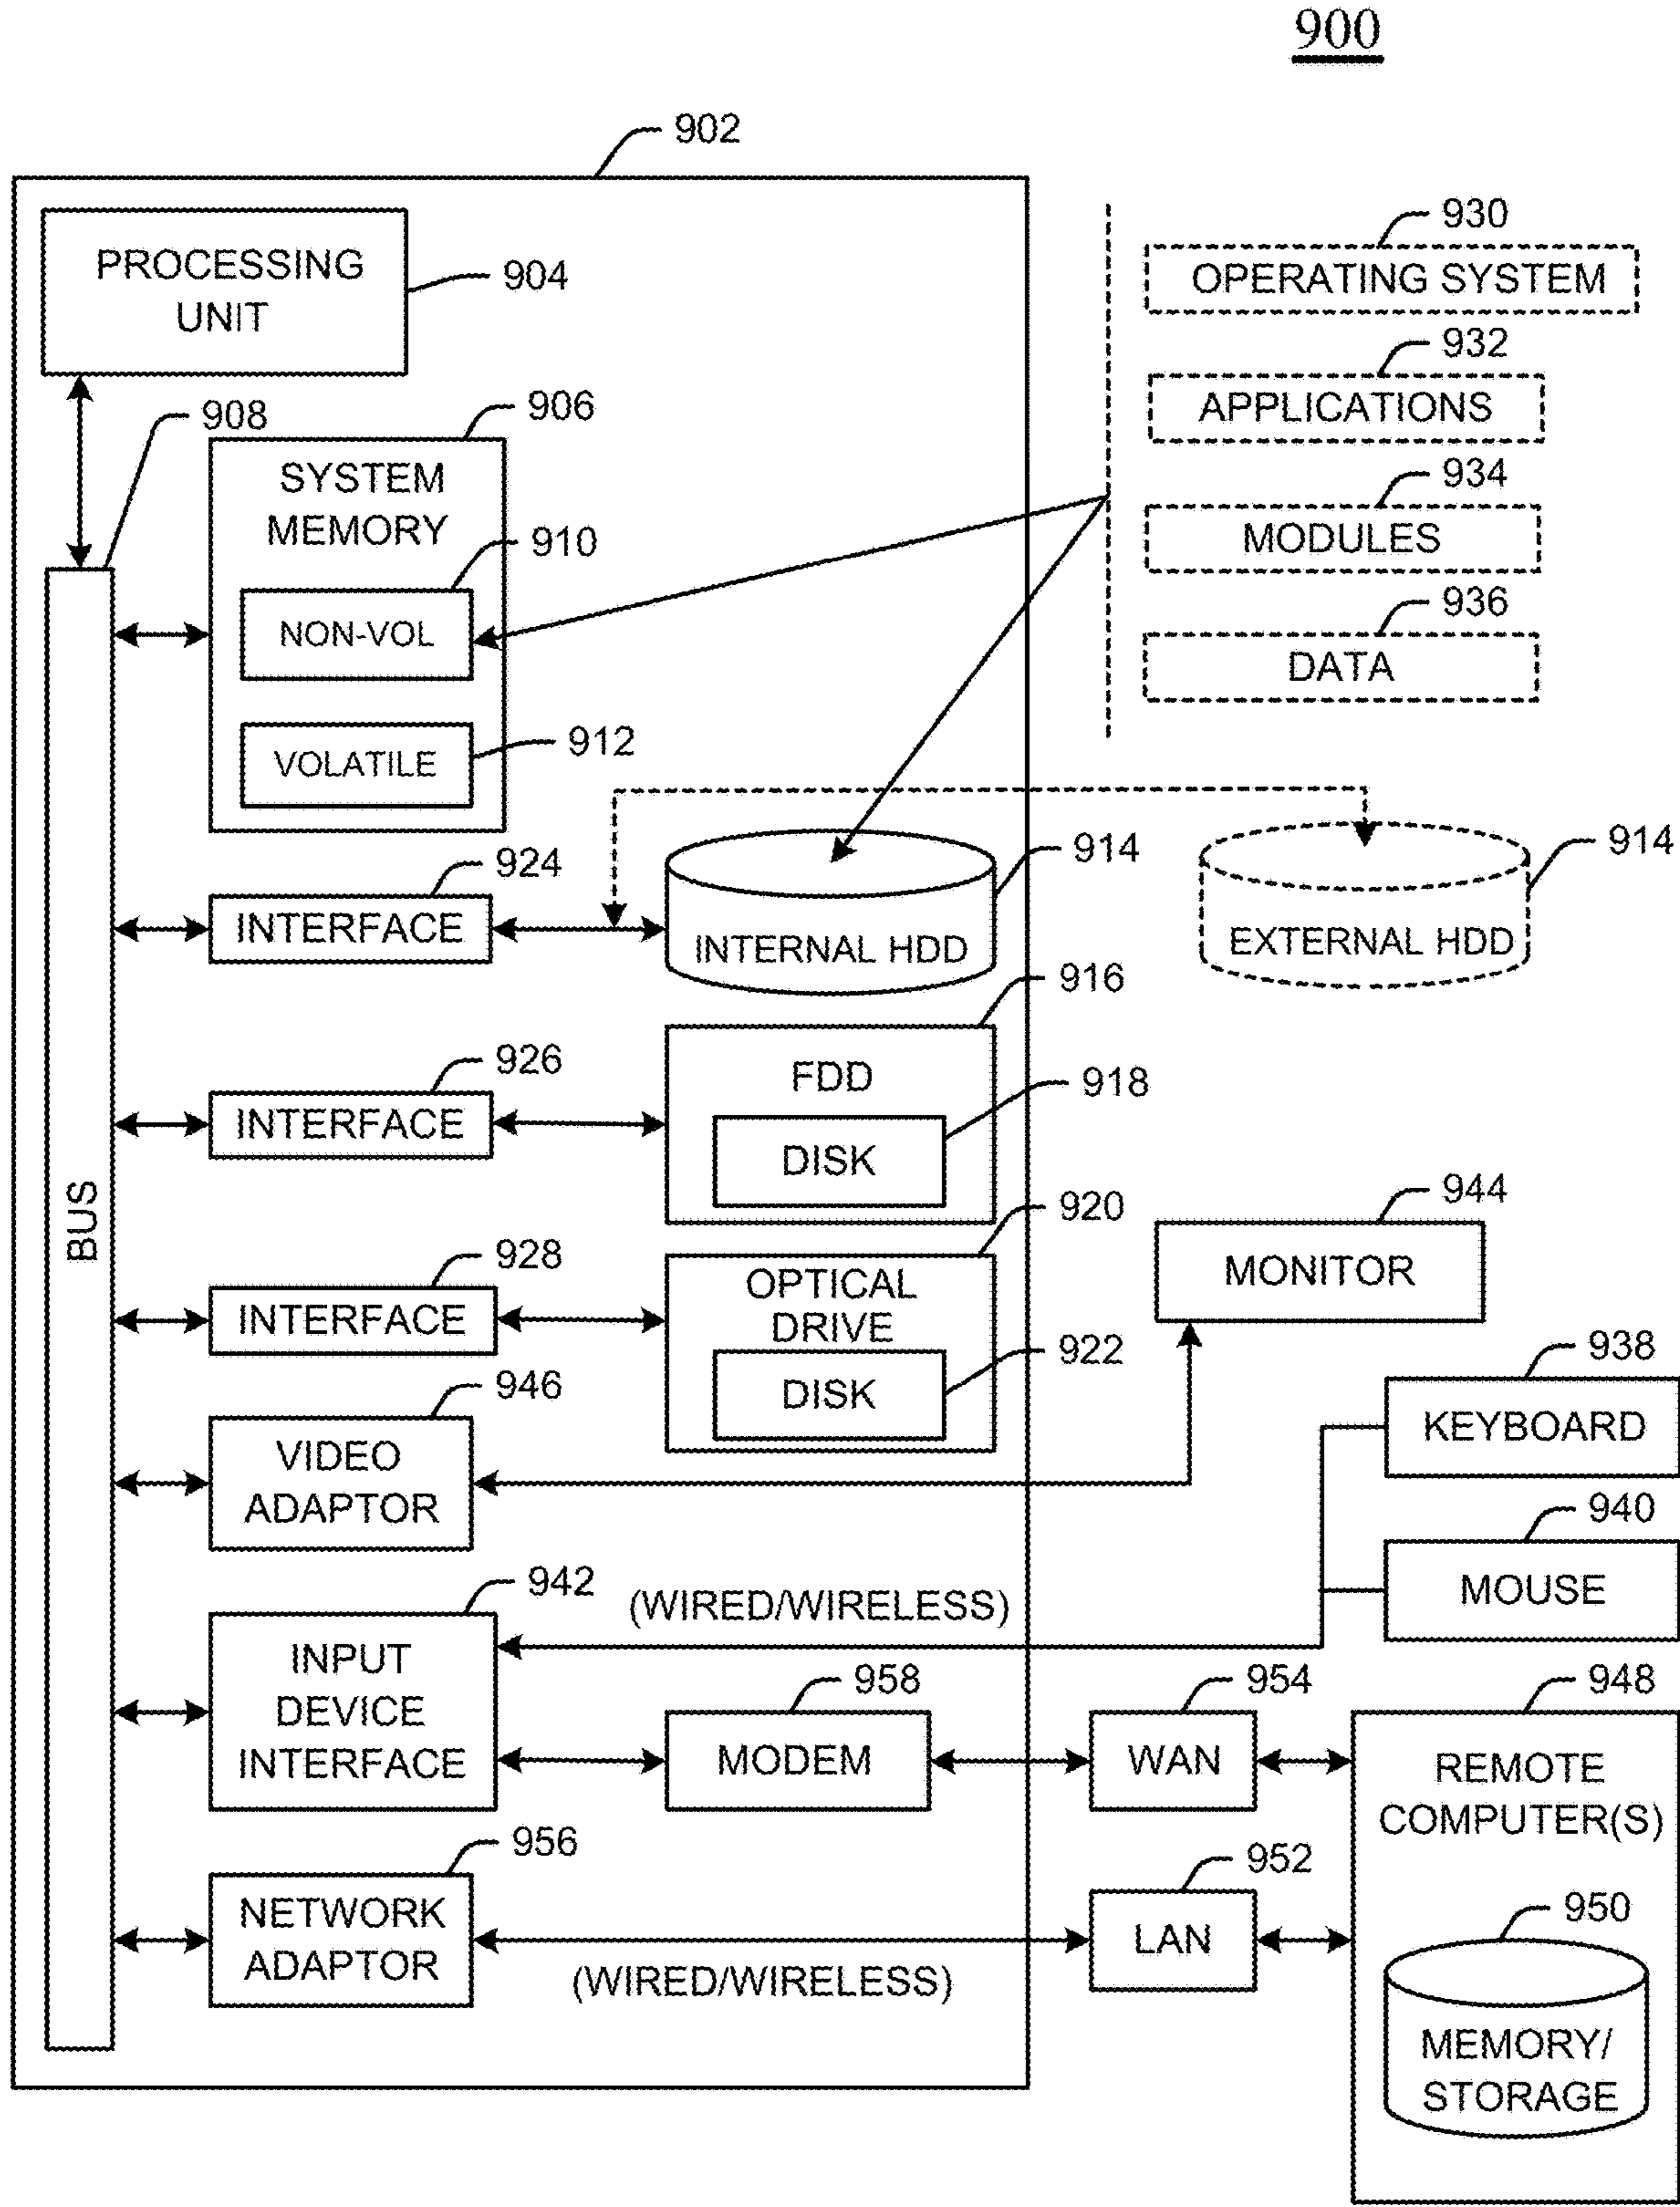 900
902
PROCESSING
UNIT
904
930
OPERATING SYSTEM
932
APPLICATIONS
934
MODULES
936
DATA
908
906
SYSTEM
MEMORY
910
NON-VOL
912
VOLATILE
924
INTERFACE
914
INTERNAL HDD
914
EXTERNAL HDD
916
FDD
918
DISK
926
INTERFACE
BUS
920
OPTICAL
DRIVE
922
DISK
928
INTERFACE
944
MONITOR
946
VIDEO
ADAPTOR
938
KEYBOARD
940
MOUSE
942
(WIRED/WIRELESS)
INPUT
DEVICE
INTERFACE
958
MODEM
954
WAN
948
REMOTE
COMPUTER(S)
956
NETWORK
ADAPTOR
(WIRED/WIRELESS)
952
LAN
950
MEMORY/
STORAGE